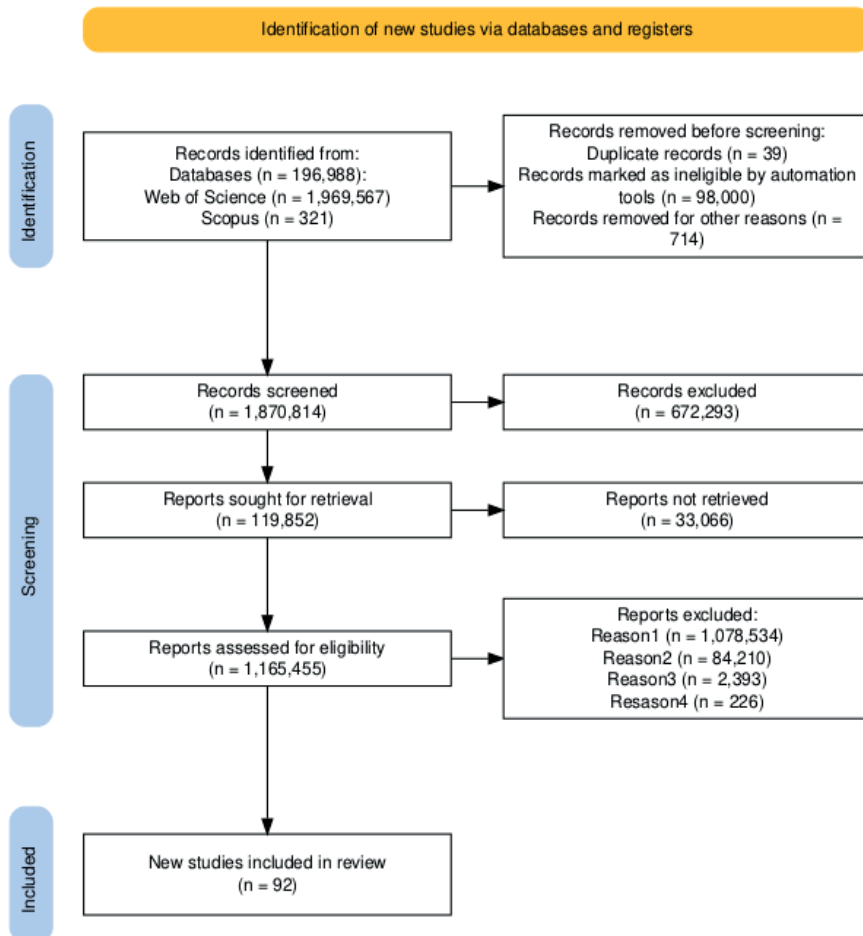 Identification of new studies via databases and registers
Identification
Records identified from:
Databases (n = 196,988):
Web of Science (n = 1,969,567)
Scopus (n = 321)
Records removed before screening:
Duplicate records (n = 39)
Records marked as ineligible by automation
tools (n = 98,000)
Records removed for other reasons (n =
714)
Screening
Records screened
(n = 1,870,814)
Records excluded
(n = 672,293)
Reports sought for retrieval
(n = 119,852)
Reports not retrieved
(n = 33,066)
Reports assessed for eligibility
(n = 1,165,455)
Reports excluded:
Reason1 (n = 1,078,534)
Reason2 (n = 84,210)
Reason3 (n = 2,393)
Resason4 (n = 226)
Included
New studies included in review
(n = 92)